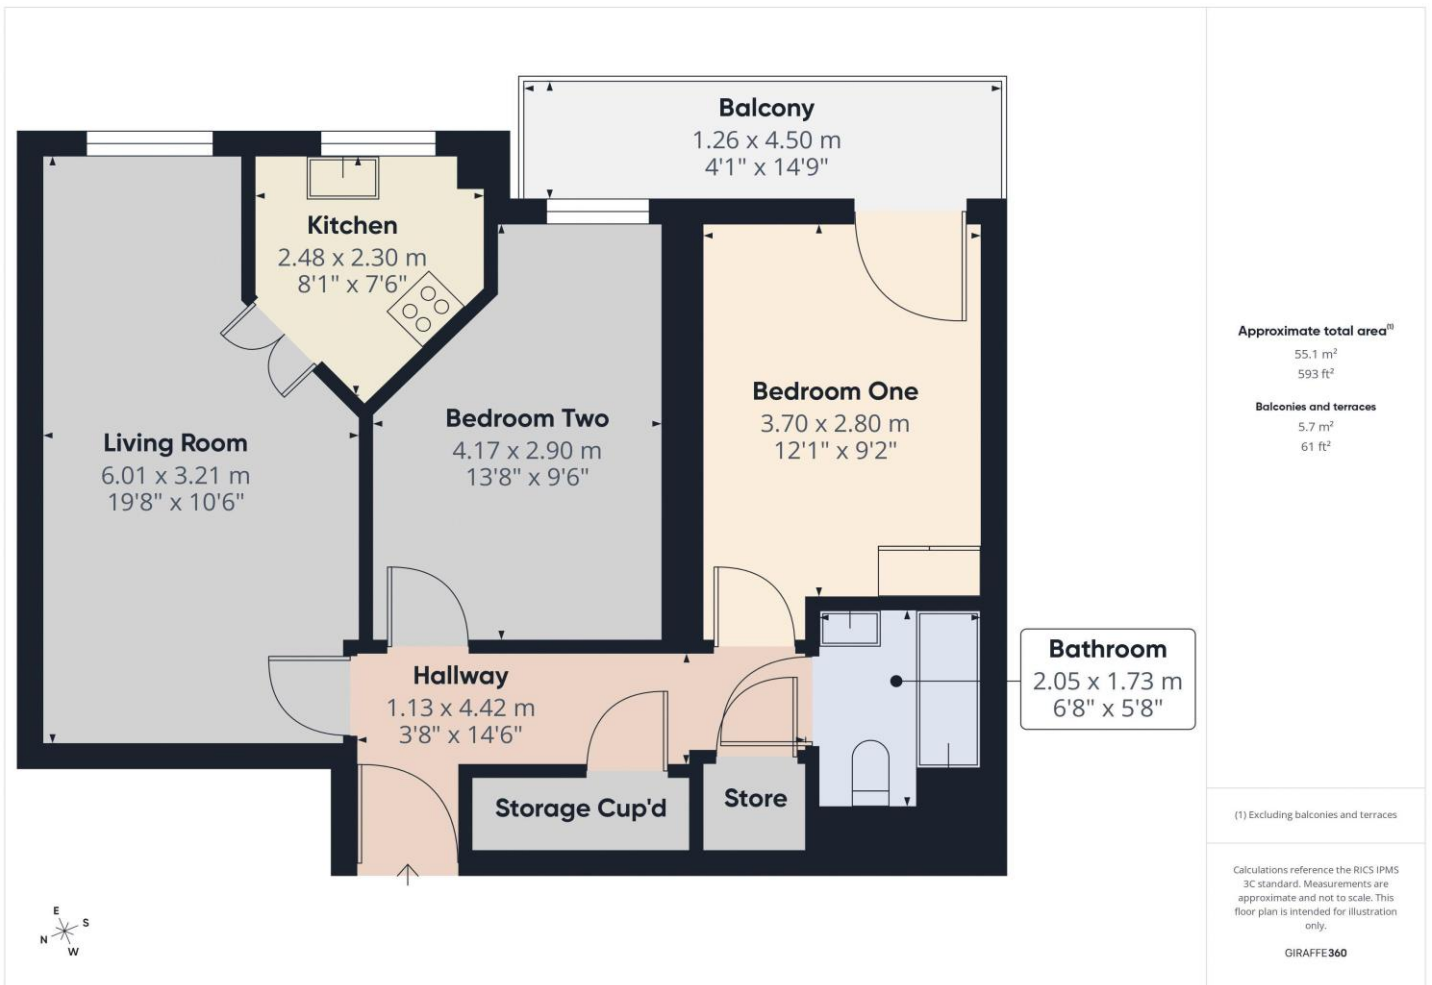 Balcony
1.26 x 4.50 m
4'1" x 14'9"
Kitchen
2.48 x 2.30 m
8'1" x 7'6"
Living Room
6.01 x 3.21 m
19'8" x 10'6"
Bedroom Two
4.17 x 2.90 m
13'8" x 9'6"
Bedroom One
3.70 x 2.80 m
12'1" x 9'2"
Hallway
1.13 x 4.42 m
3'8" x 14'6"
Bathroom
2.05 x 1.73 m
6'8" x 5'8"
Storage Cup'd
Store
E
S
N
W
Approximate total area(1)
55.1 m²
593 ft²
Balconies and terraces
5.7 m²
61 ft²
(1) Excluding balconies and terraces
Calculations reference the RICS IPMS
3C standard. Measurements are
approximate and not to scale. This
floor plan is intended for illustration
only.
GIRAFFE360